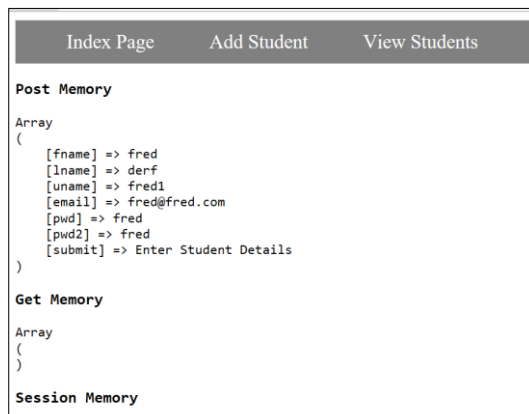 Index Page Add Student View Students
Post Memory
Array
(
[fname] => fred
[lname] => derf
[uname] => fred1
[email] => fred@fred.com
[pwd] => fred
[pwd2] => fred
[submit] => Enter Student Details
)
Get Memory
Array
(
)
Session Memory